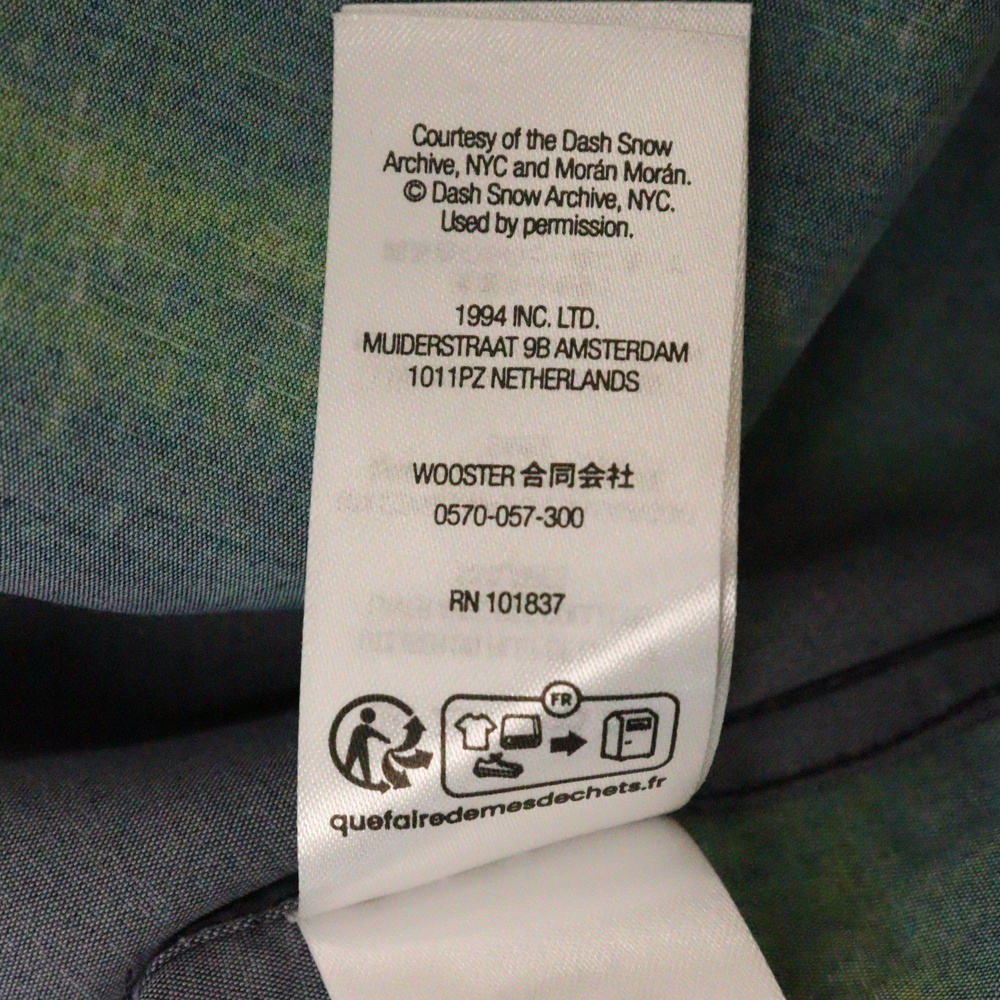 Courtesy of the Dash Snow
Archive, NYC and Morán Morán.
© Dash Snow Archive, NYC.
Used by permission.
1994 INC. LTD.
MUIDERSTRAAT 9B AMSTERDAM
1011PZ NETHERLANDS
WOOSTER 合同会社
0570-057-300
RN 101837
FR
quefairedemesdechets.fr